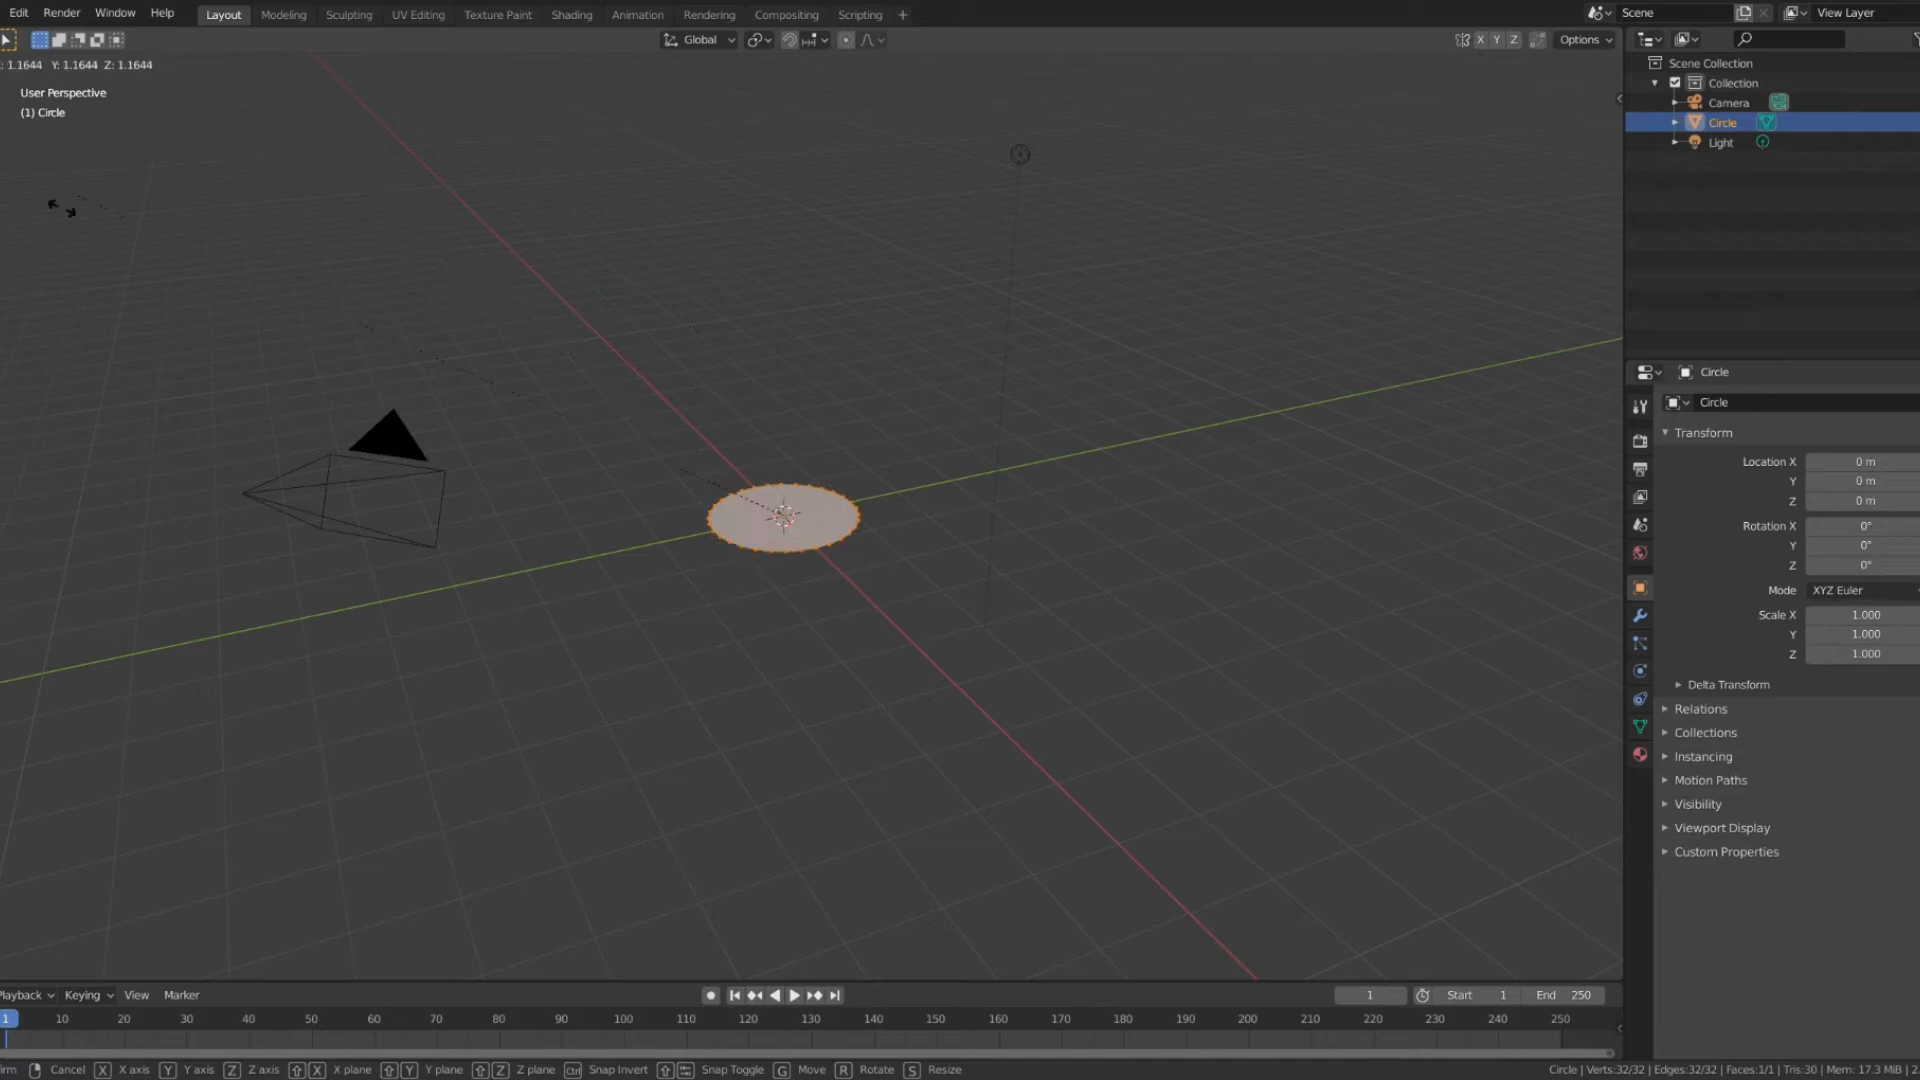 Edit Render Window Help Layout Modeling Sculpting UV Editing Texture Paint Shading Animation Rendering Compositing Scripting + Scene View Layer
Global X Y Z Options
: 1.1644 Y: 1.1644 Z: 1.1644
User Perspective
(1) Circle
Scene Collection
Collection
Camera
Circle
Light
Circle
Circle
Transform
Location X 0 m
Y 0 m
Z 0 m
Rotation X 0°
Y 0°
Z 0°
Mode XYZ Euler
Scale X 1.000
Y 1.000
Z 1.000
Delta Transform
Relations
Collections
Instancing
Motion Paths
Visibility
Viewport Display
Custom Properties
Playback Keying View Marker 1 Start 1 End 250
1 10 20 30 40 50 60 70 80 90 100 110 120 130 140 150 160 170 180 190 200 210 220 230 240 250
Cancel X X axis Y Y axis Z Z axis X X plane Y Y plane Z Z plane Ctrl Snap Invert Snap Toggle G Move R Rotate S Resize Circle | Verts:32/32 | Edges:32/32 | Faces:1/1 | Tris:30 | Mem: 17.3 MiB | 2.